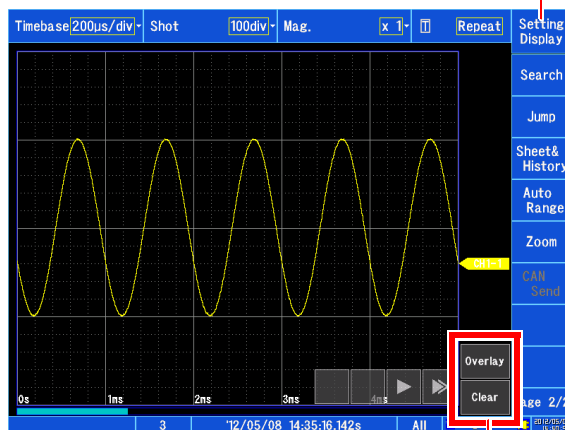 Timebase 200µs/div Shot 100div Mag. x 1 T Repeat
Setting
Display
Search
Jump
Sheet&
History
Auto
Range
Zoom
CH1-1
CAN
Send
Overlay
Clear
0s 1ms 2ms 3ms 4ms
age 2/2
3 '12/05/08 14:35:16.142s All